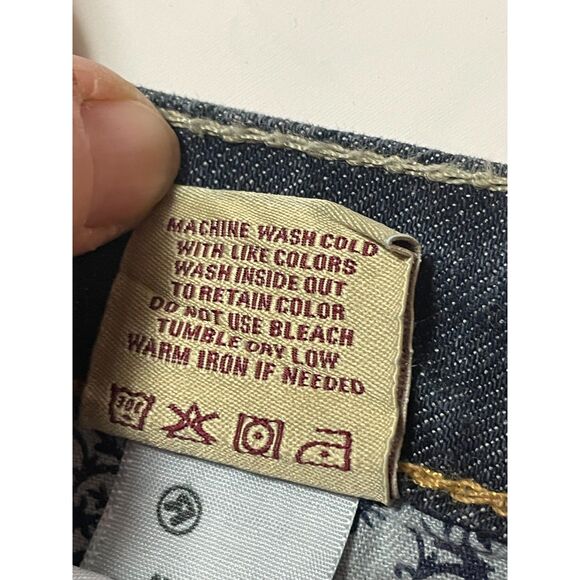 MACHINE WASH COLD
WITH LIKE COLORS
WASH INSIDE OUT
TO RETAIN COLOR
DO NOT USE BLEACH
TUMBLE DRY LOW
WARM IRON IF NEEDED
30C